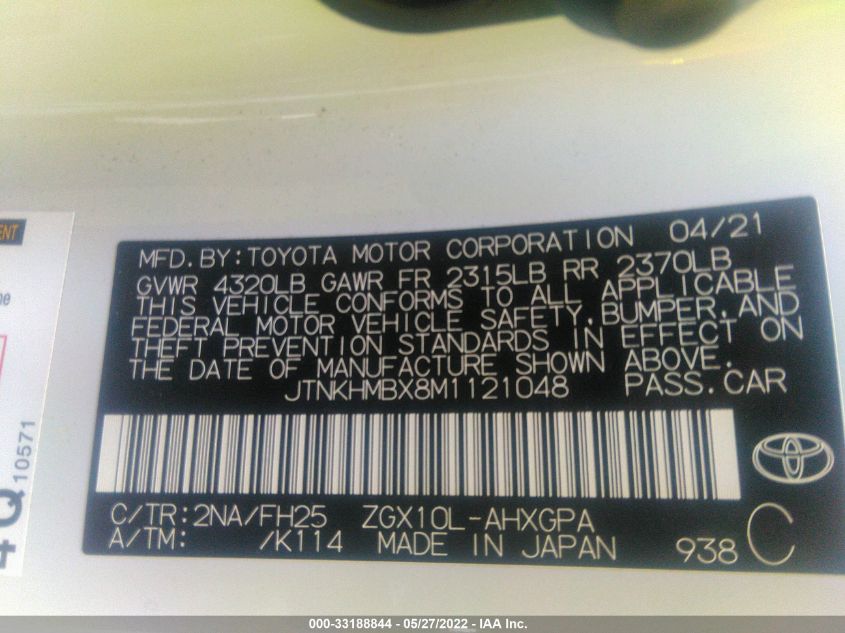 ENT
ne
10571
MFD. BY: TOYOTA MOTOR CORPORATION 04/21
GVWR 4320LB GAWR FR 2315LB RR 2370LB
THIS VEHICLE CONFORMS TO ALL APPLICABLE
FEDERAL MOTOR VEHICLE SAFETY, BUMPER, AND
THEFT PREVENTION STANDARDS IN EFFECT ON
THE DATE OF MANUFACTURE SHOWN ABOVE.
JTNKHMBX8M1121048 PASS. CAR
C/TR: 2NA/FH25 ZGX10L-AHXGPA
A/TM: /K114 MADE IN JAPAN 938 C
000-33188844 - 05/27/2022 - IAA Inc.